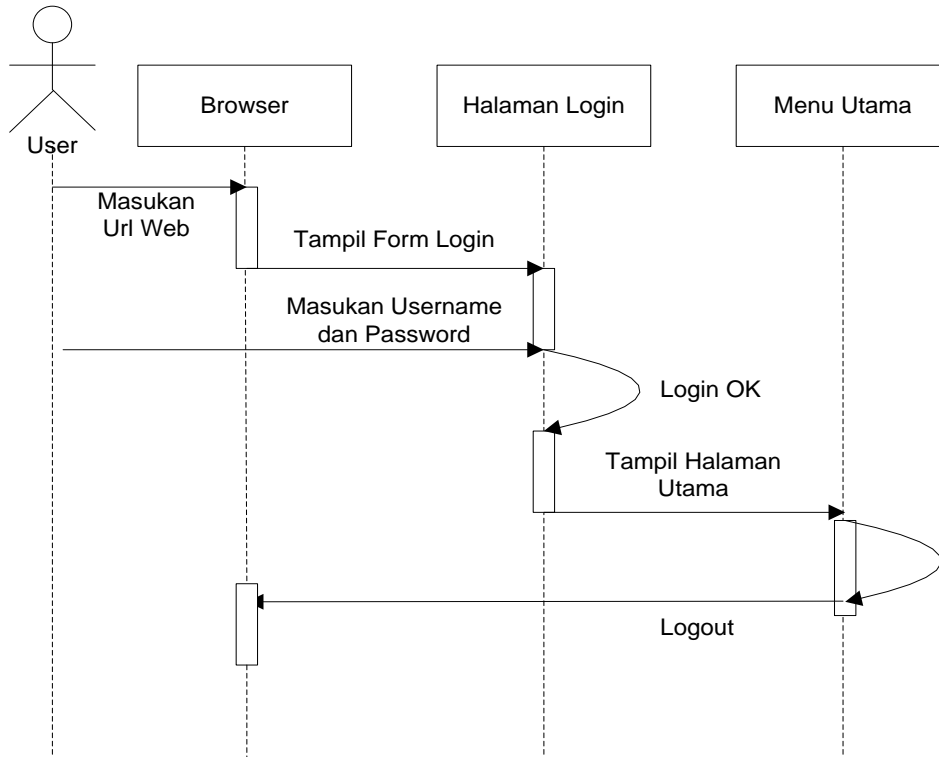 Browser
Halaman Login
Menu Utama
User
Masukan
Url Web
Tampil Form Login
Masukan Username
dan Password
Login OK
Tampil Halaman
Utama
Logout